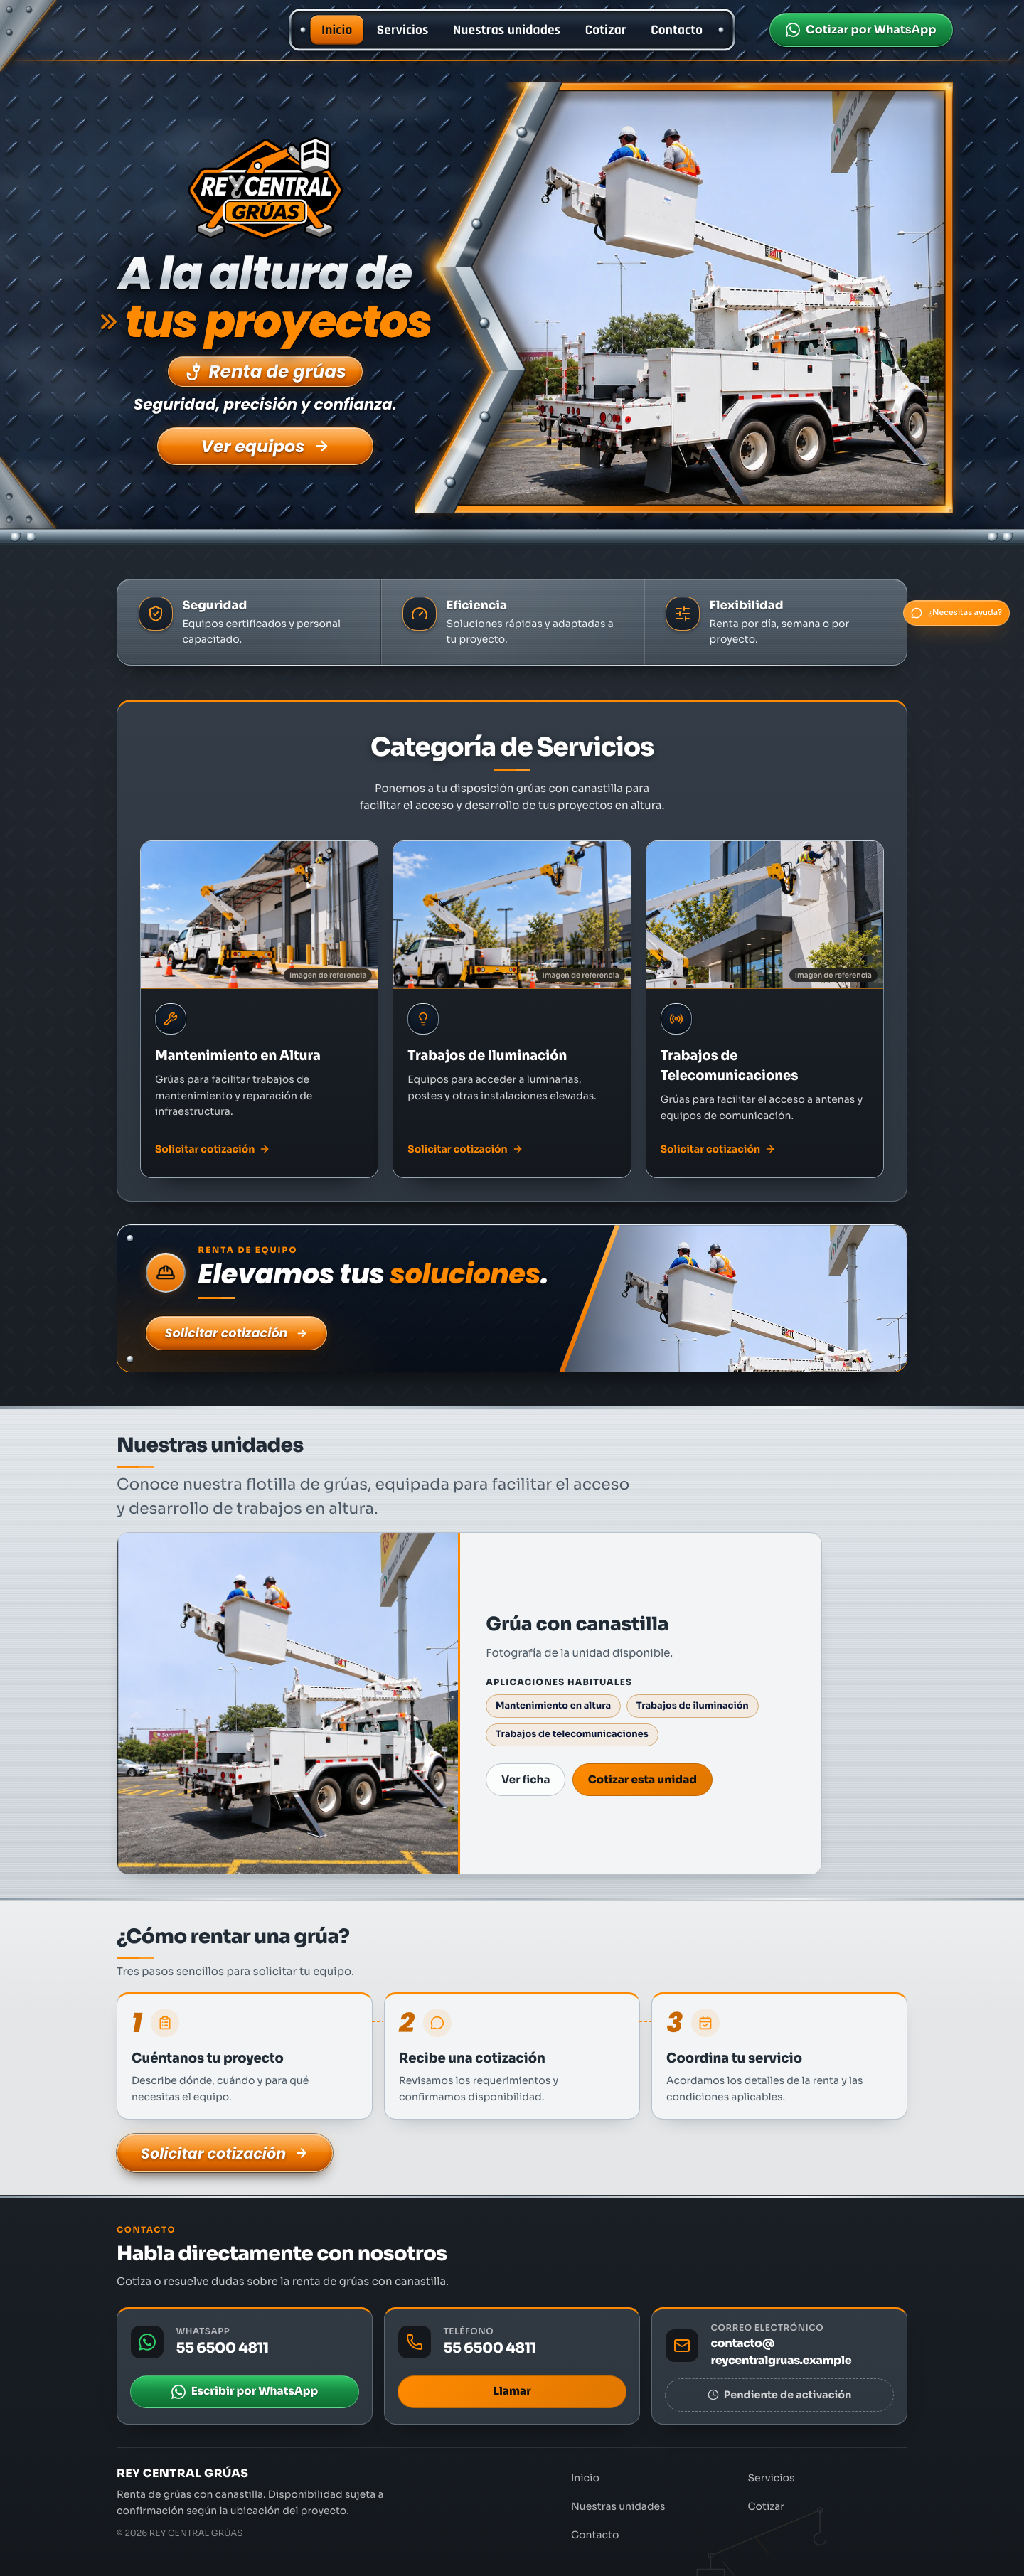 Inicio
Servicios
Nuestras unidades
Cotizar
Contacto
Cotizar por WhatsApp
REY CENTRAL
GRÚAS
A la altura de
» tus proyectos
Renta de grúas
Seguridad, precisión y confianza.
Ver equipos →
Seguridad
Equipos certificados y personal
capacitado.
Eficiencia
Soluciones rápidas y adaptadas a
tu proyecto.
Flexibilidad
Renta por día, semana o por
proyecto.
¿Necesitas ayuda?
Categoría de Servicios
Ponemos a tu disposición grúas con canastilla para
facilitar el acceso y desarrollo de tus proyectos en altura.
Imagen de referencia
Imagen de referencia
Imagen de referencia
Mantenimiento en Altura
Grúas para facilitar trabajos de
mantenimiento y reparación de
infraestructura.
Solicitar cotización →
Trabajos de Iluminación
Equipos para acceder a luminarias,
postes y otras instalaciones elevadas.
Solicitar cotización →
Trabajos de
Telecomunicaciones
Grúas para facilitar el acceso a antenas y
equipos de comunicación.
Solicitar cotización →
RENTA DE EQUIPO
Elevamos tus soluciones.
Solicitar cotización →
Nuestras unidades
Conoce nuestra flotilla de grúas, equipada para facilitar el acceso
y desarrollo de trabajos en altura.
Grúa con canastilla
Fotografía de la unidad disponible.
APLICACIONES HABITUALES
Mantenimiento en altura
Trabajos de iluminación
Trabajos de telecomunicaciones
Ver ficha
Cotizar esta unidad
¿Cómo rentar una grúa?
Tres pasos sencillos para solicitar tu equipo.
1
Cuéntanos tu proyecto
Describe dónde, cuándo y para qué
necesitas el equipo.
2
Recibe una cotización
Revisamos los requerimientos y
confirmamos disponibilidad.
3
Coordina tu servicio
Acordamos los detalles de la renta y las
condiciones aplicables.
Solicitar cotización →
CONTACTO
Habla directamente con nosotros
Cotiza o resuelve dudas sobre la renta de grúas con canastilla.
WHATSAPP
55 6500 4811
Escribir por WhatsApp
TELÉFONO
55 6500 4811
Llamar
CORREO ELECTRÓNICO
contacto@
reycentralgruas.example
Pendiente de activación
REY CENTRAL GRÚAS
Renta de grúas con canastilla. Disponibilidad sujeta a
confirmación según la ubicación del proyecto.
© 2026 REY CENTRAL GRÚAS
Inicio
Servicios
Nuestras unidades
Cotizar
Contacto